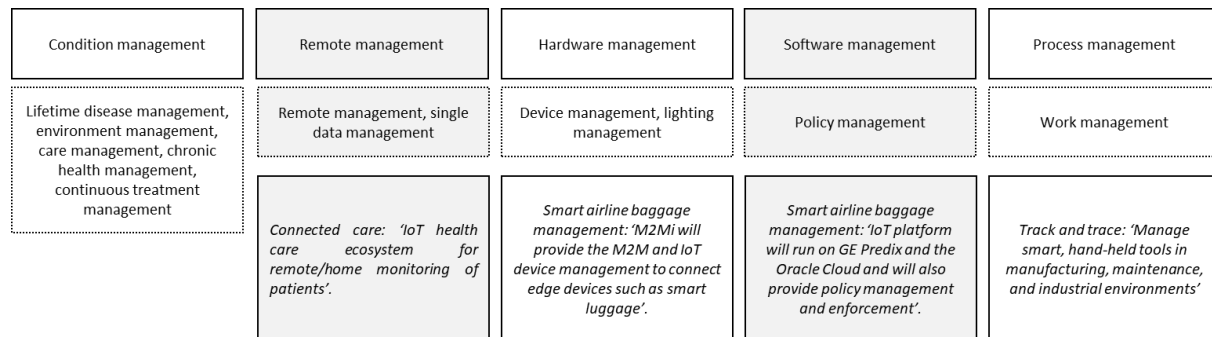 Condition management
Remote management
Hardware management
Software management
Process management
Lifetime disease management,
environment management,
care management, chronic
health management,
continuous treatment
management
Remote management, single
data management
Device management, lighting
management
Policy management
Work management
Connected care: ‘IoT health
care ecosystem for
remote/home monitoring of
patients’.
Smart airline baggage
management: ‘M2Mi will
provide the M2M and IoT
device management to connect
edge devices such as smart
luggage’.
Smart airline baggage
management: ‘IoT platform
will run on GE Predix and the
Oracle Cloud and will also
provide policy management
and enforcement’.
Track and trace: ‘Manage
smart, hand-held tools in
manufacturing, maintenance,
and industrial environments’